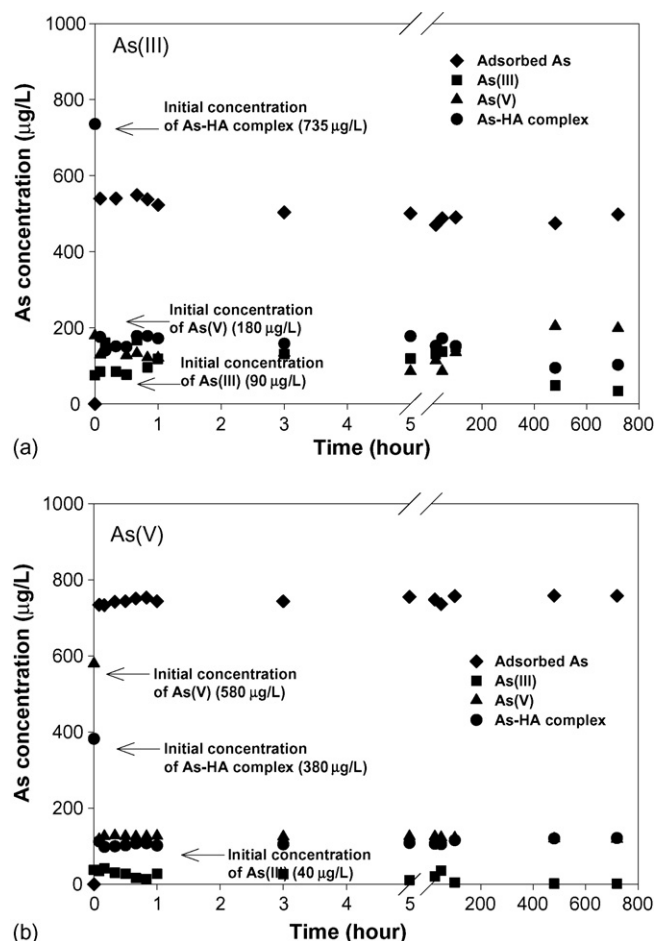 As(III)
Adsorbed As
As(III)
As(V)
As-HA complex
Initial concentration
of As-HA complex (735 µg/L)
Initial concentration
of As(V) (180 µg/L)
Initial concentration
of As(III) (90 µg/L)
As concentration (µg/L)
1000
800
600
400
200
0
0 1 2 3 4 5 200 400 600 800
Time (hour)
(a)
As(V)
Adsorbed As
As(III)
As(V)
As-HA complex
Initial concentration
of As(V) (580 µg/L)
Initial concentration
of As-HA complex (380 µg/L)
Initial concentration
of As(III) (40 µg/L)
As concentration (µg/L)
1000
800
600
400
200
0
0 1 2 3 4 5 200 400 600 800
Time (hour)
(b)